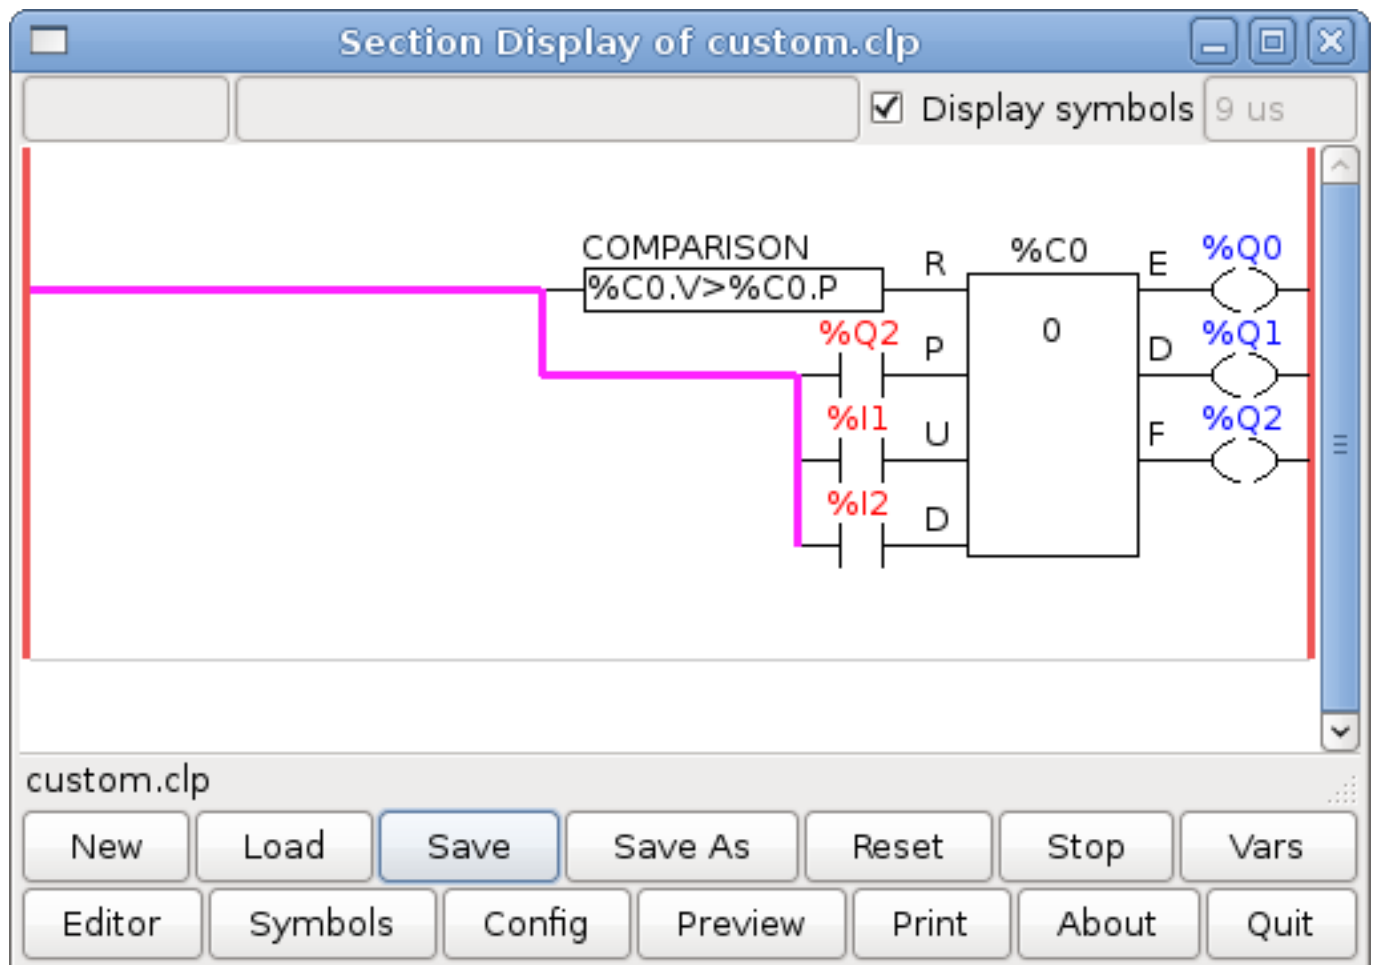 Section Display of custom.clp
Display symbols 9 us
COMPARISON R %C0 E %Q0
%C0.V>%C0.P
%Q2 P 0 D %Q1
%I1 U F %Q2
%I2 D
custom.clp
New Load Save Save As Reset Stop Vars
Editor Symbols Config Preview Print About Quit